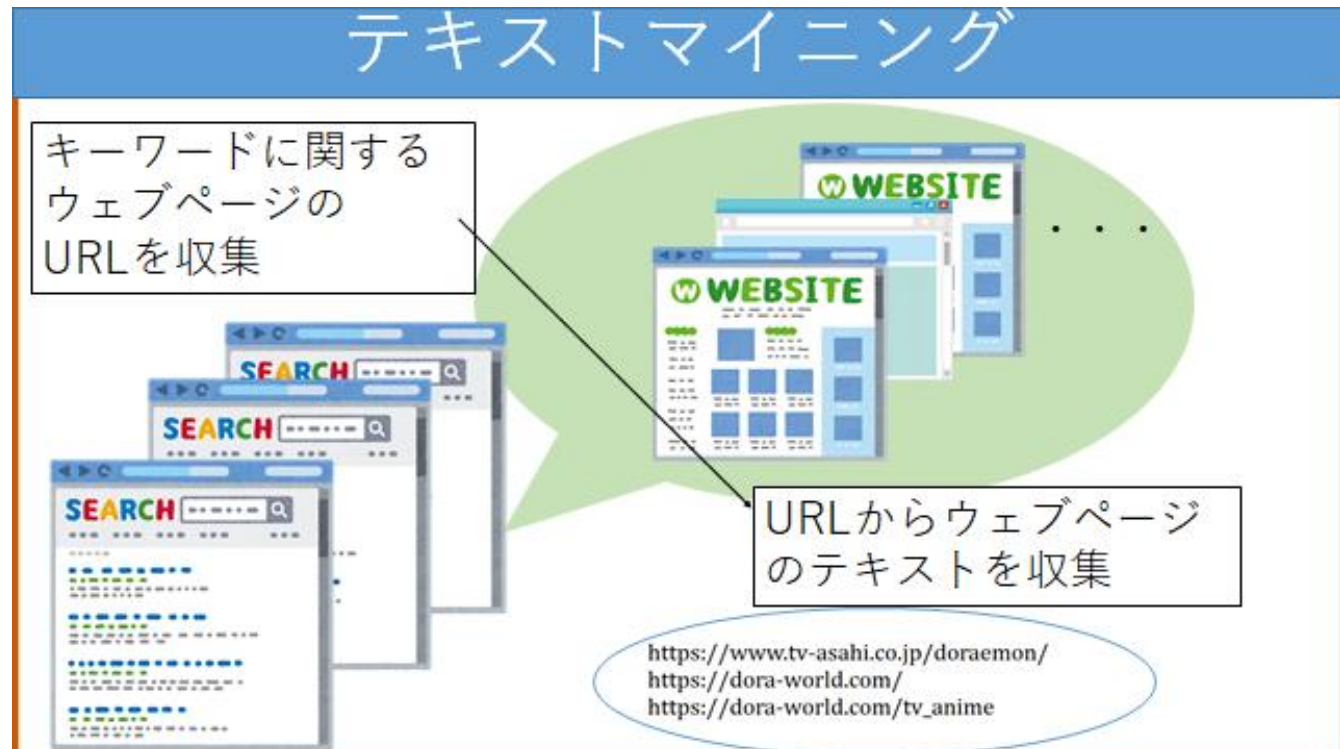 テキストマイニング
キーワードに関する
ウェブページの
URLを収集
WEBSITE
WEBSITE
・・・
SEARCH
SEARCH
SEARCH
URLからウェブページ
のテキストを収集
https://www.tv-asahi.co.jp/doraemon/
https://dora-world.com/
https://dora-world.com/tv_anime